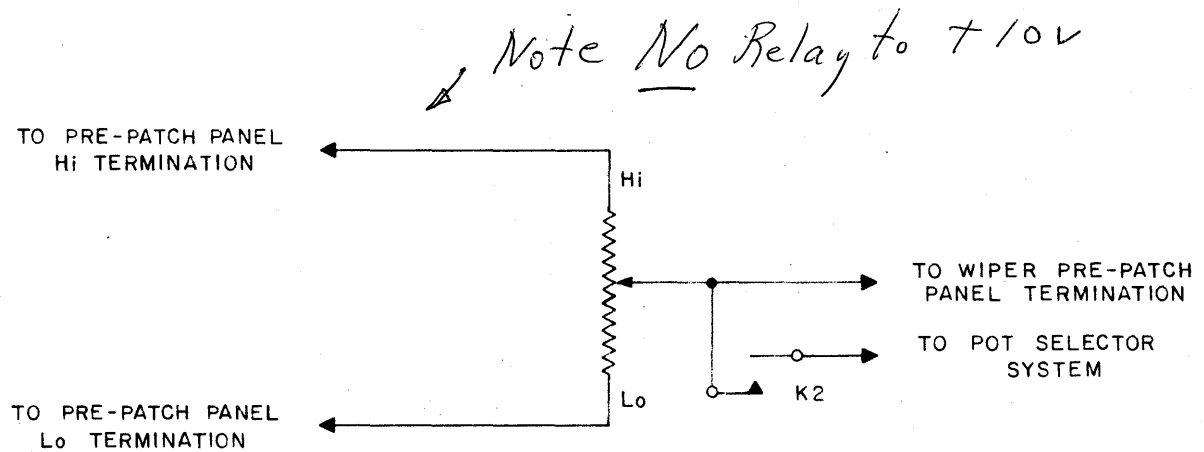 Note No Relay to +10v
TO PRE-PATCH PANEL
Hi TERMINATION
Hi
TO WIPER PRE-PATCH
PANEL TERMINATION
TO POT SELECTOR
SYSTEM
K2
Lo
TO PRE-PATCH PANEL
Lo TERMINATION